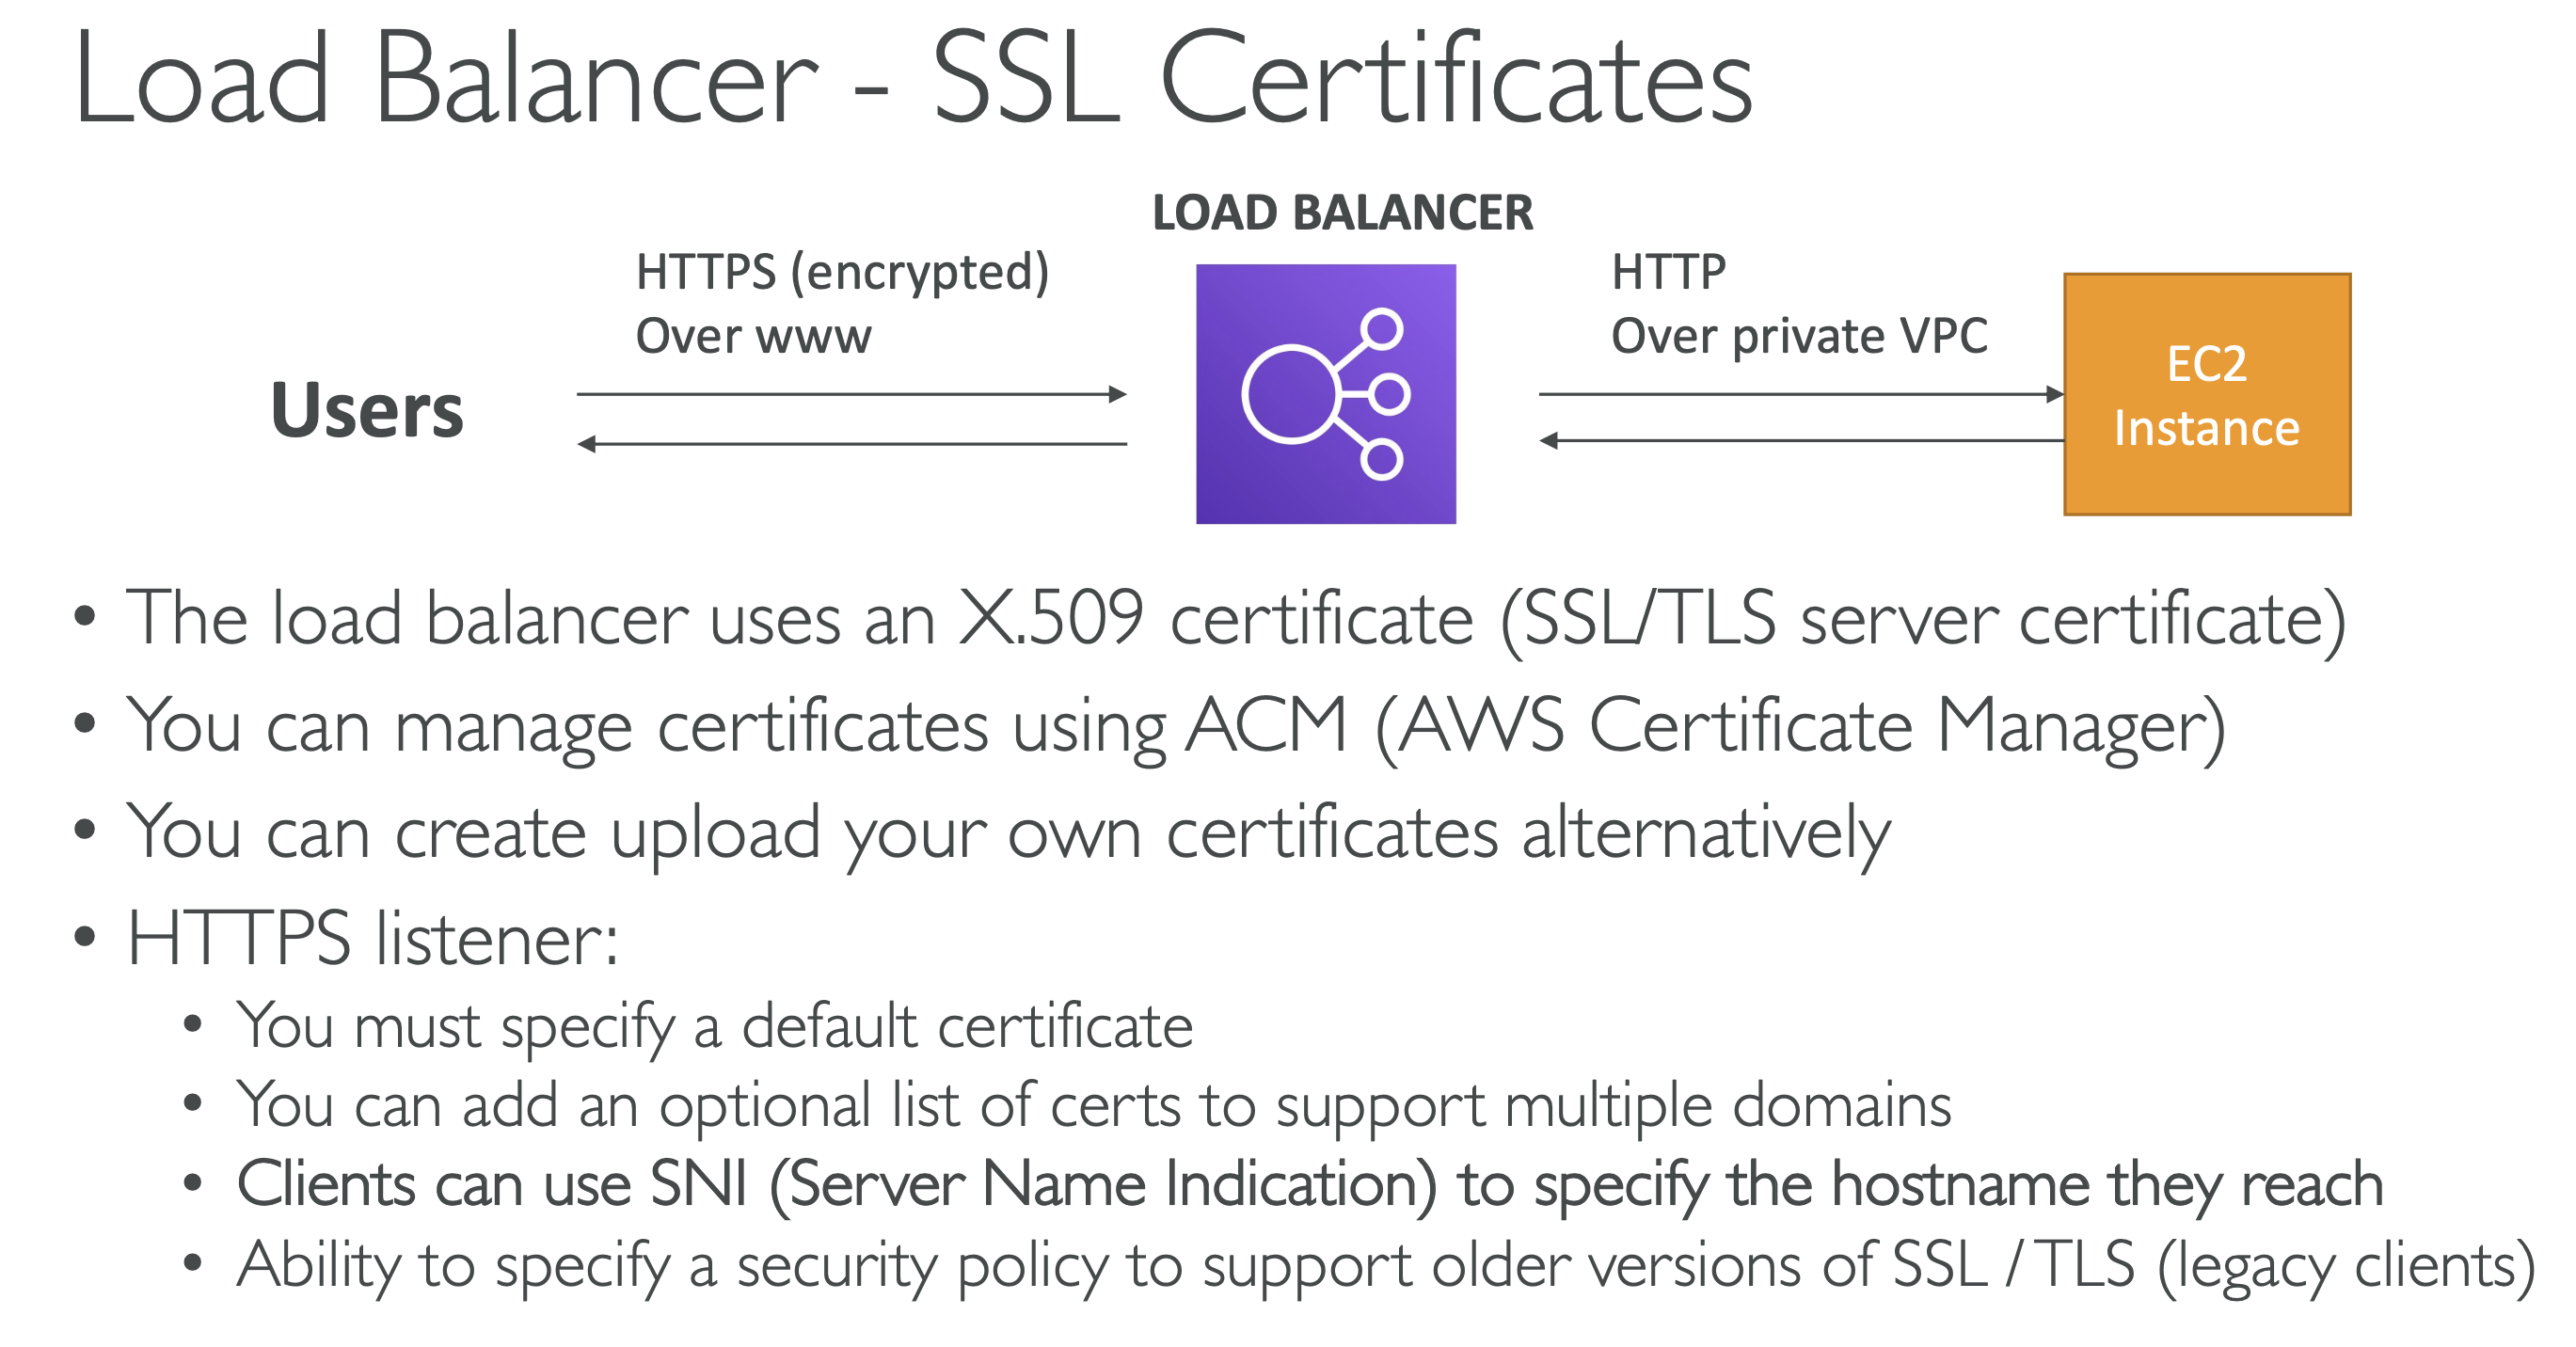 Load Balancer - SSL Certificates
LOAD BALANCER
HTTPS (encrypted)
Over www
HTTP
Over private VPC
Users
EC2
Instance
• The load balancer uses an X.509 certificate (SSL/TLS server certificate)
• You can manage certificates using ACM (AWS Certificate Manager)
• You can create upload your own certificates alternatively
• HTTPS listener:
• You must specify a default certificate
• You can add an optional list of certs to support multiple domains
• Clients can use SNI (Server Name Indication) to specify the hostname they reach
• Ability to specify a security policy to support older versions of SSL / TLS (legacy clients)